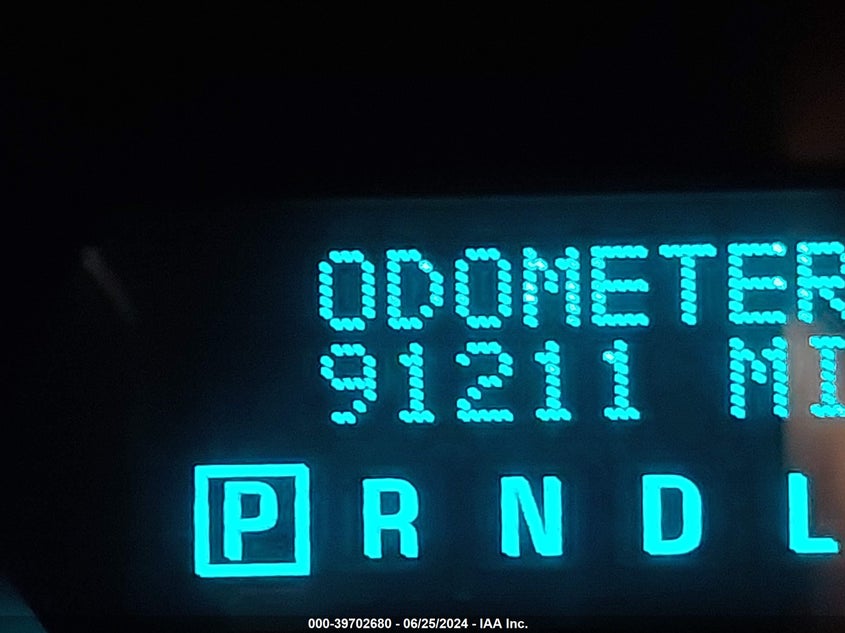 ODOMETER
91211 MI
P R N D L
000-39702680 - 06/25/2024 - IAA Inc.